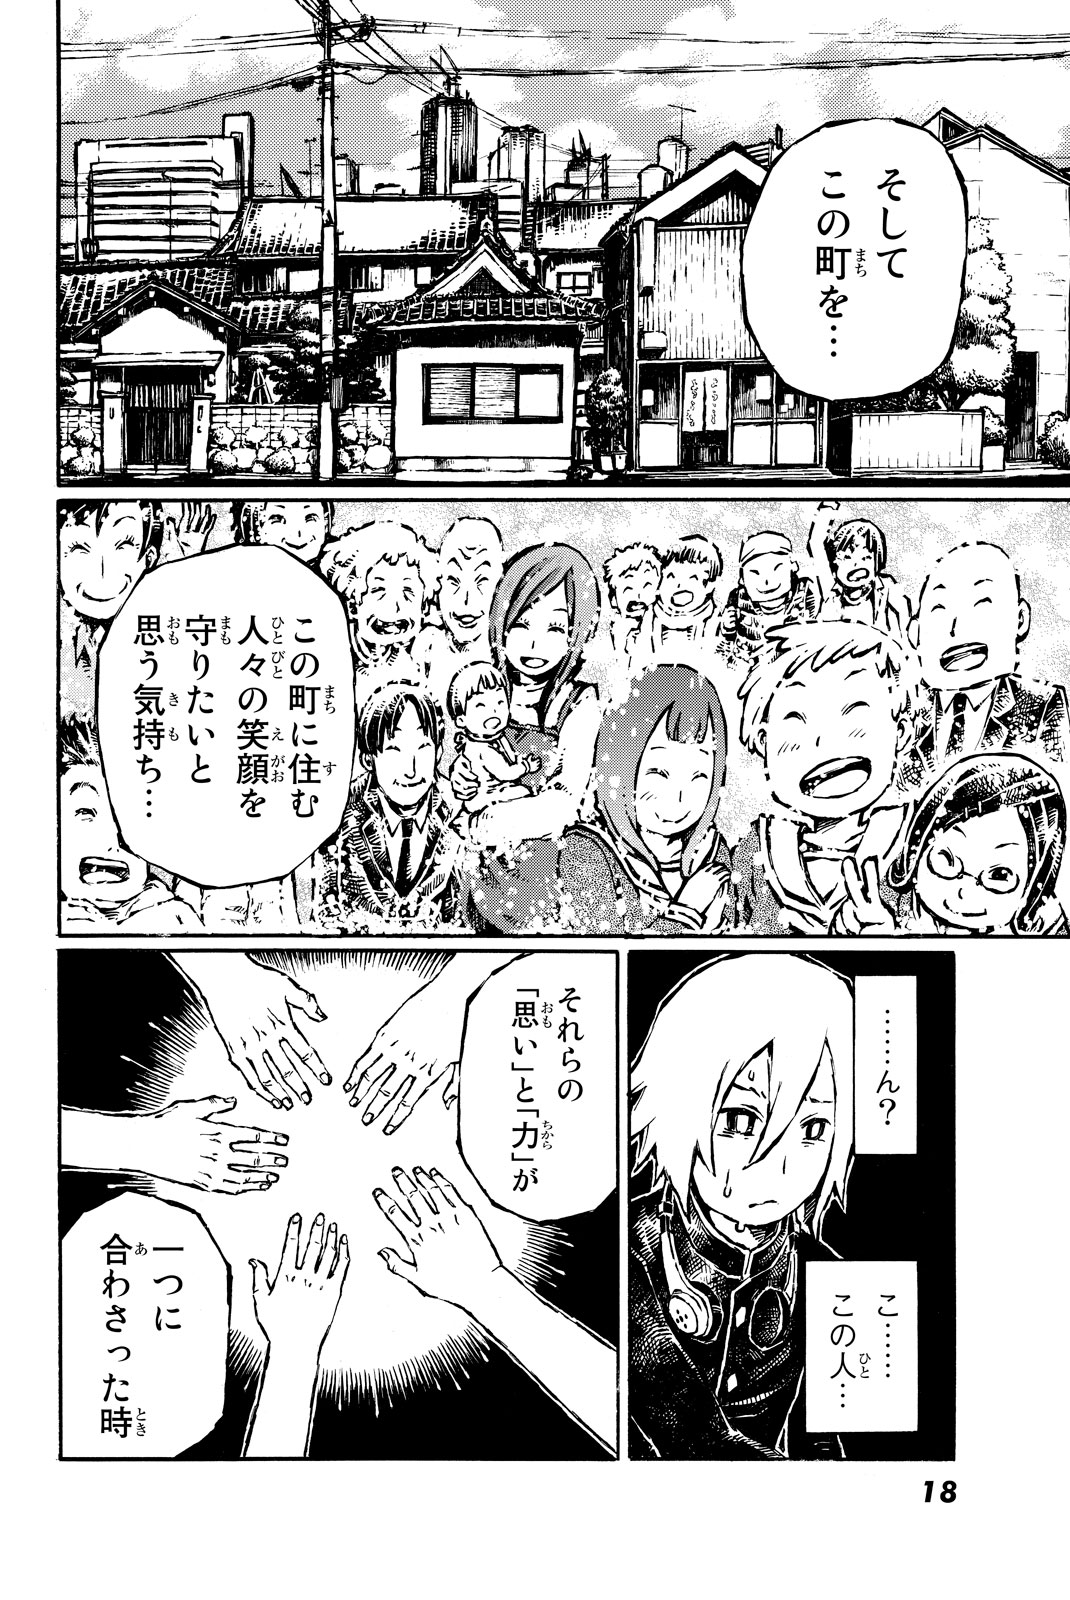 そして
この町を…
この町に住む
人々の笑顔を
守りたいと
思う気持ち…
………ん？
こ……
この人…
それらの
「思い」と「力」が
一つに
合わさった時
18